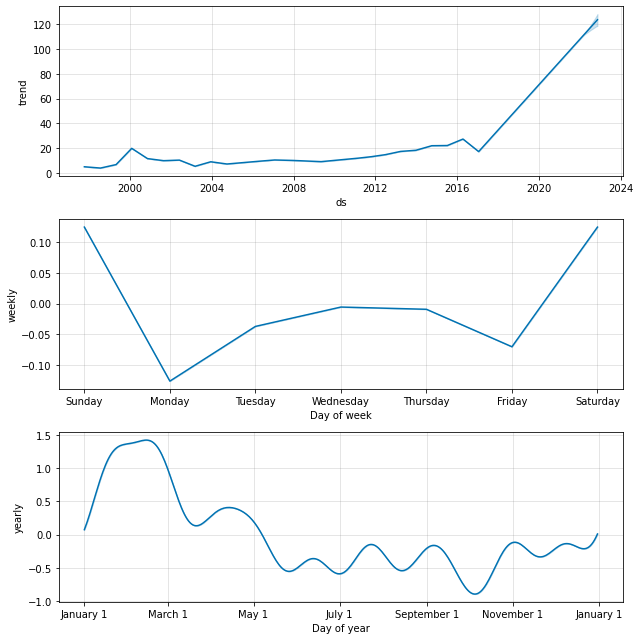 120
100
80
60
40
20
0
trend
2000 2004 2008 2012 2016 2020 2024
ds
0.10
0.05
0.00
−0.05
−0.10
weekly
Sunday Monday Tuesday Wednesday Thursday Friday Saturday
Day of week
1.5
1.0
0.5
0.0
−0.5
−1.0
yearly
January 1 March 1 May 1 July 1 September 1 November 1 January 1
Day of year